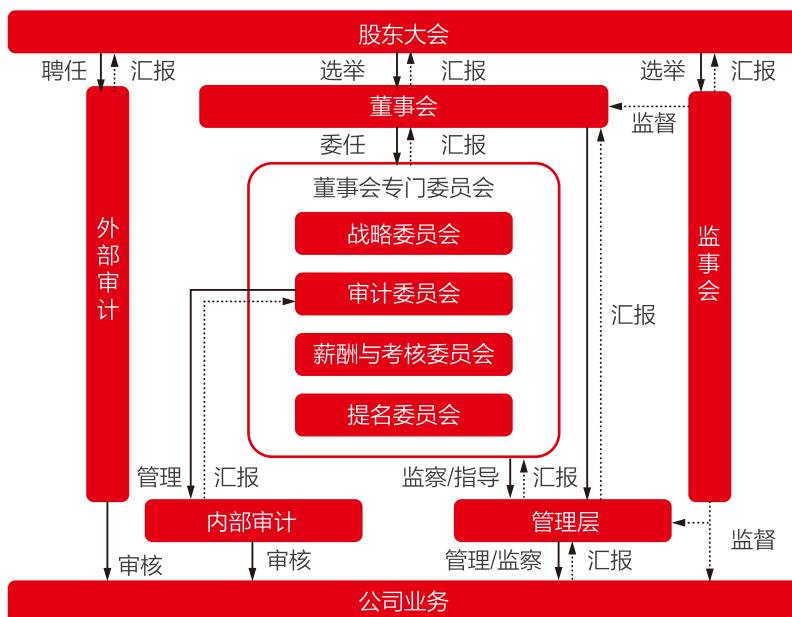 股东大会
聘任
汇报
选举
汇报
选举
汇报
董事会
监督
委任
汇报
董事会专门委员会
战略委员会
外部审计
监事会
审计委员会
汇报
薪酬与考核委员会
提名委员会
管理
汇报
监察/指导
汇报
内部审计
管理层
监督
审核
审核
管理/监察
汇报
公司业务